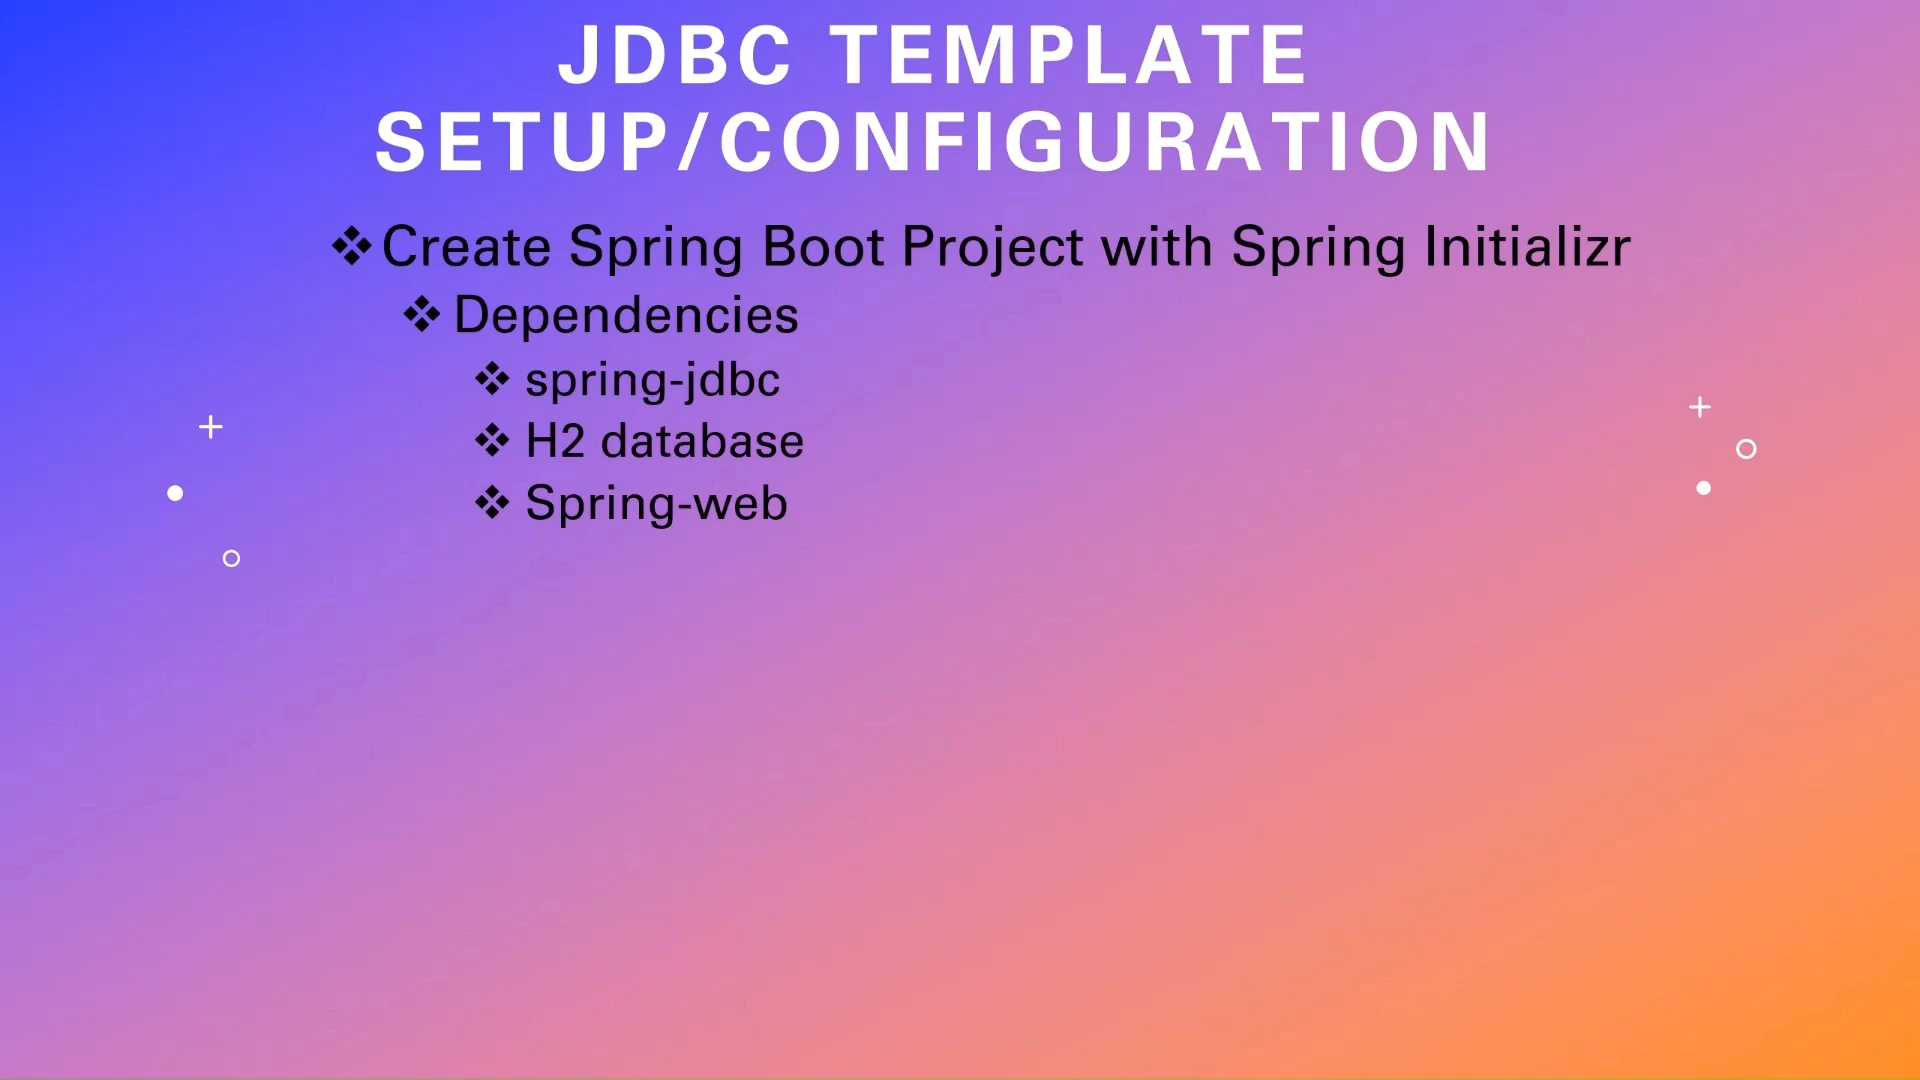 JDBC TEMPLATE
SETUP/CONFIGURATION
❖ Create Spring Boot Project with Spring Initializr
❖ Dependencies
❖ spring-jdbc
❖ H2 database
❖ Spring-web